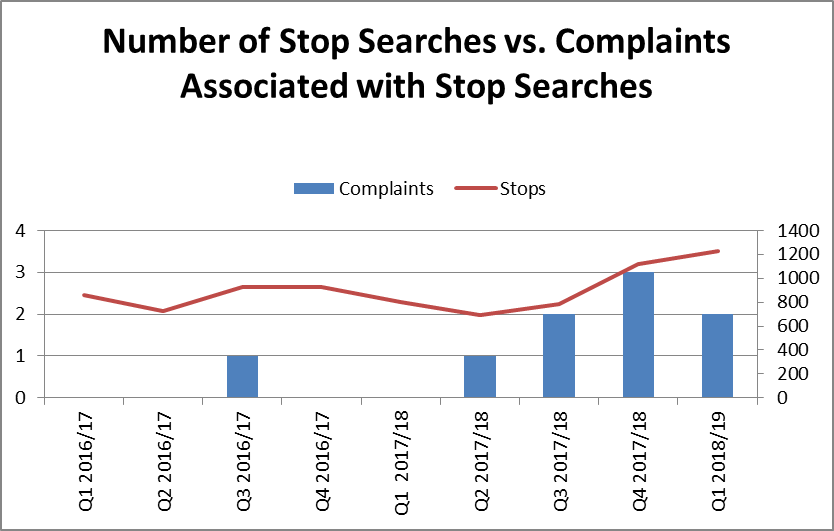 Number of Stop Searches vs. Complaints
Associated with Stop Searches
Complaints Stops
4 1400
1200
3 1000
800
2 600
1 400
200
0 0
Q1 2016/17
Q2 2016/17
Q3 2016/17
Q4 2016/17
Q1 2017/18
Q2 2017/18
Q3 2017/18
Q4 2017/18
Q1 2018/19